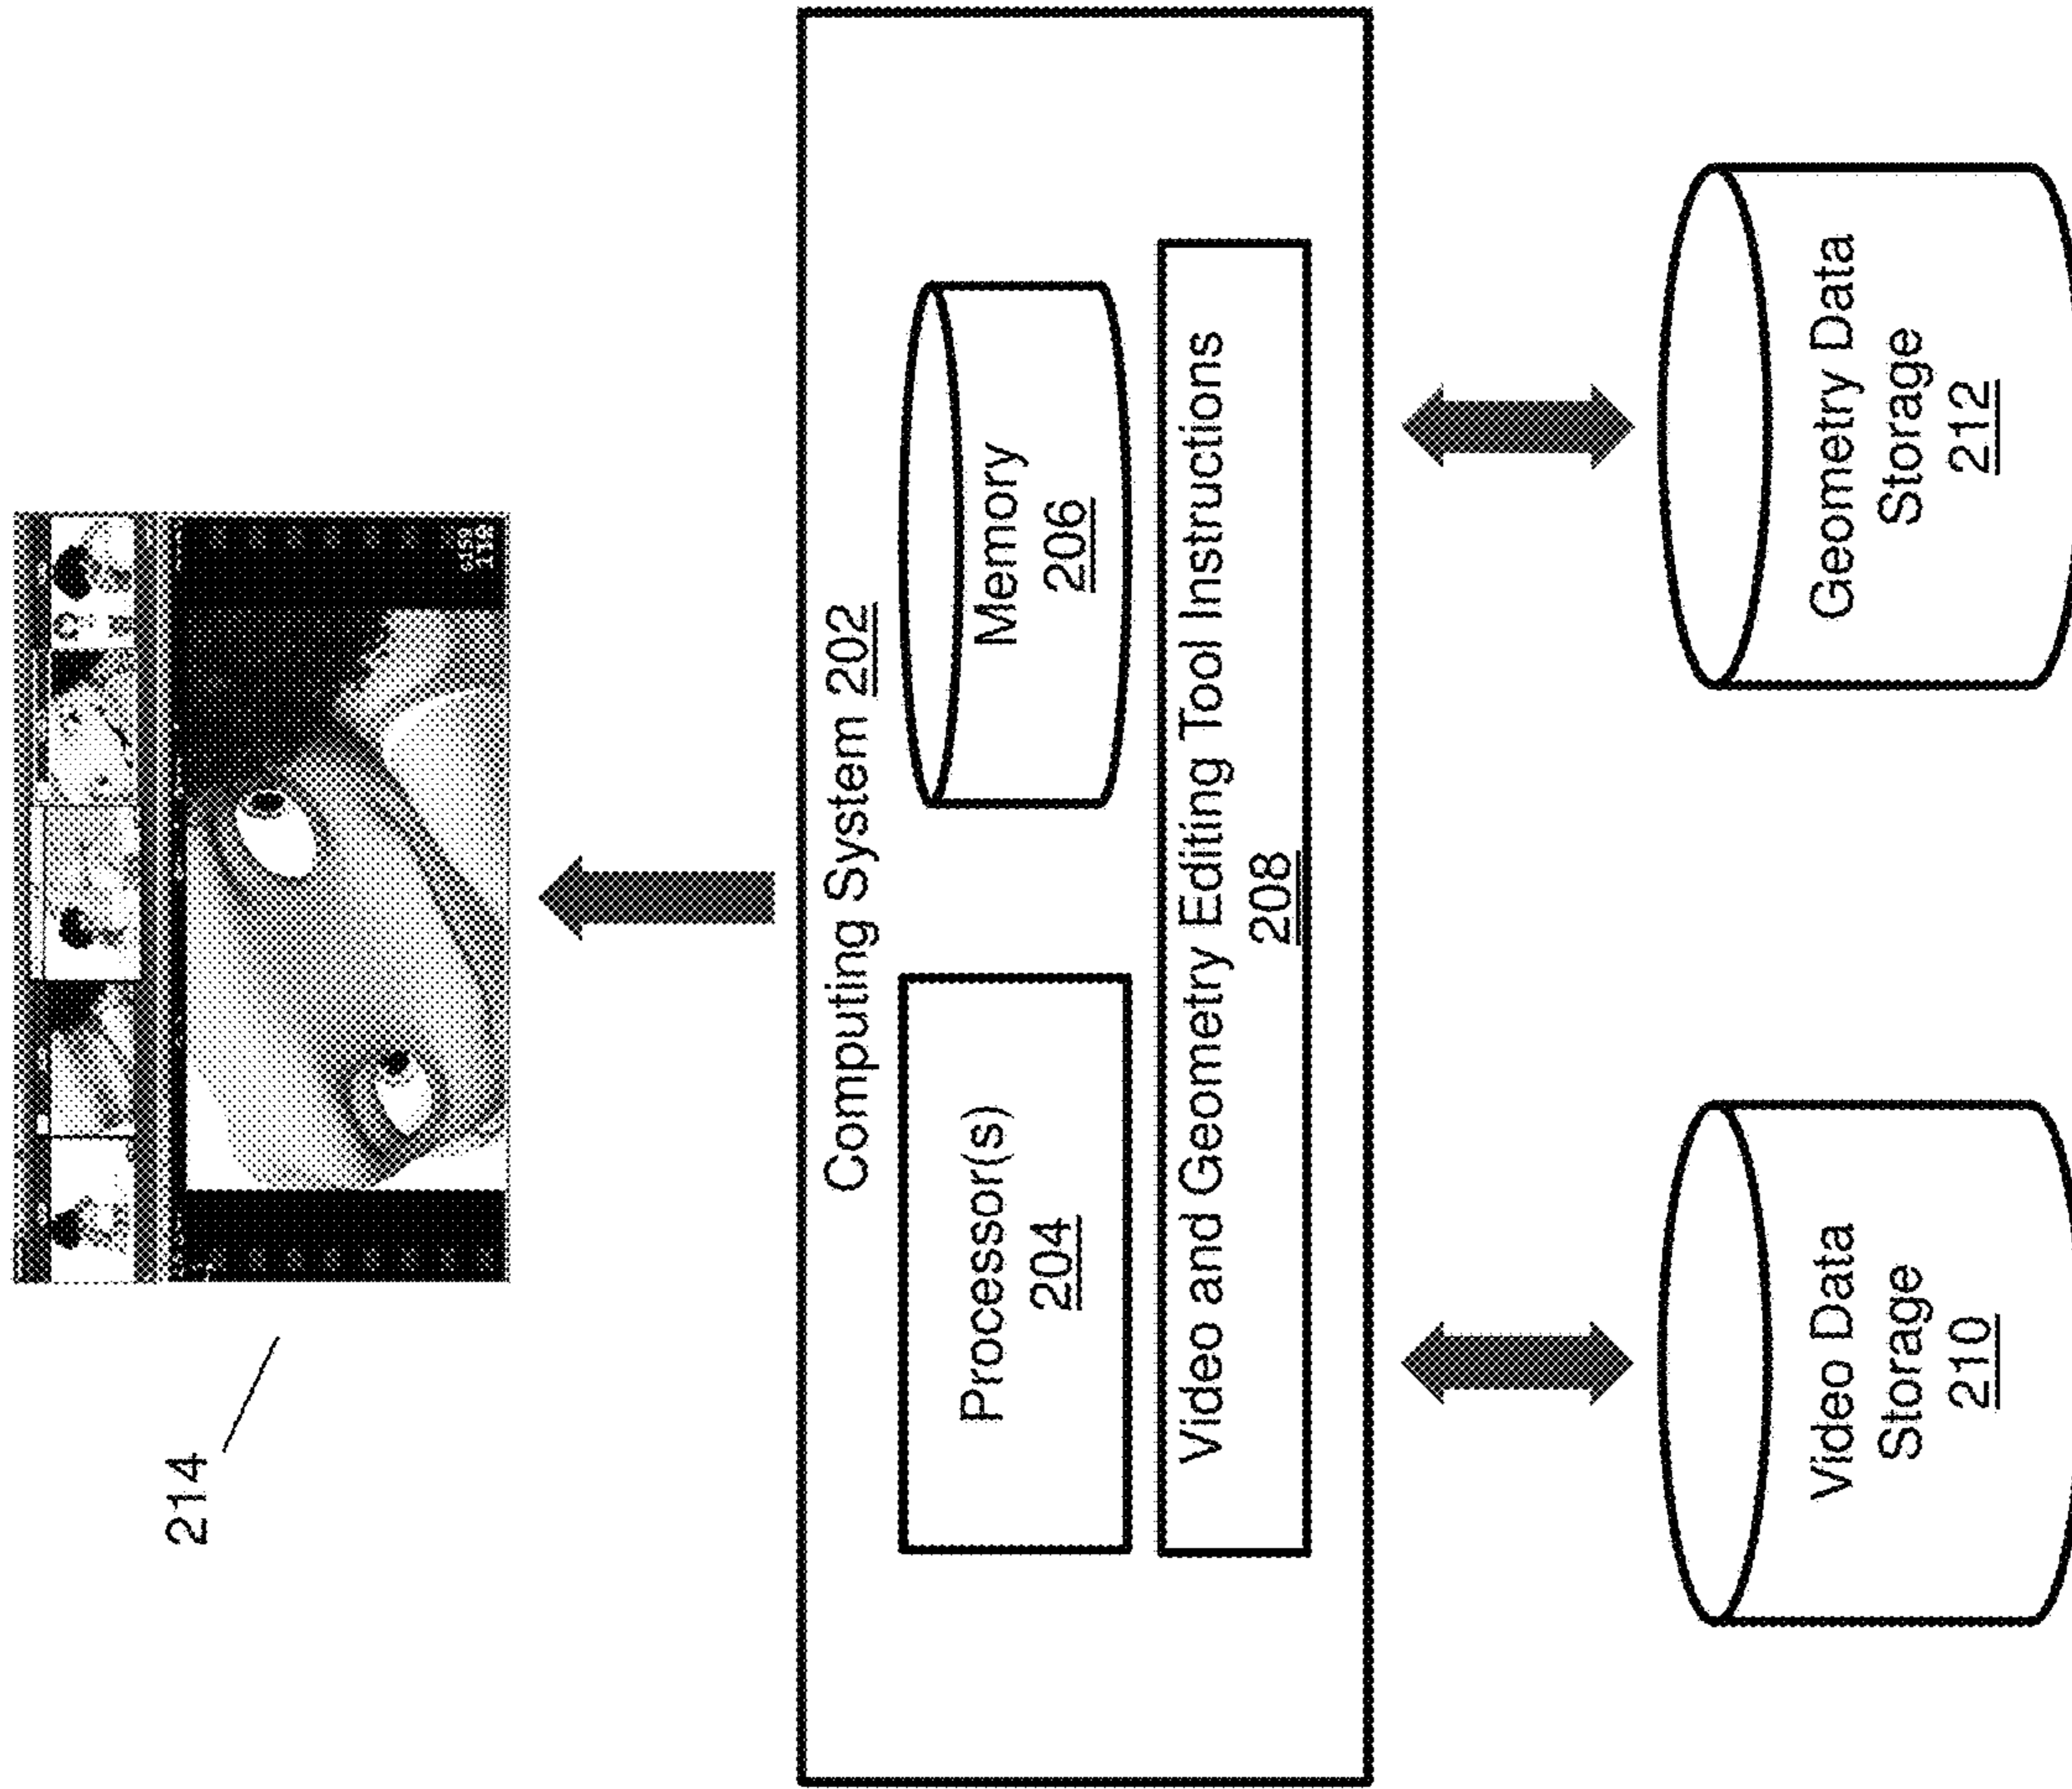 214
Computing System 202
Processor(s)
204
Memory
206
Video and Geometry Editing Tool Instructions
208
Video Data
Storage
210
Geometry Data
Storage
212